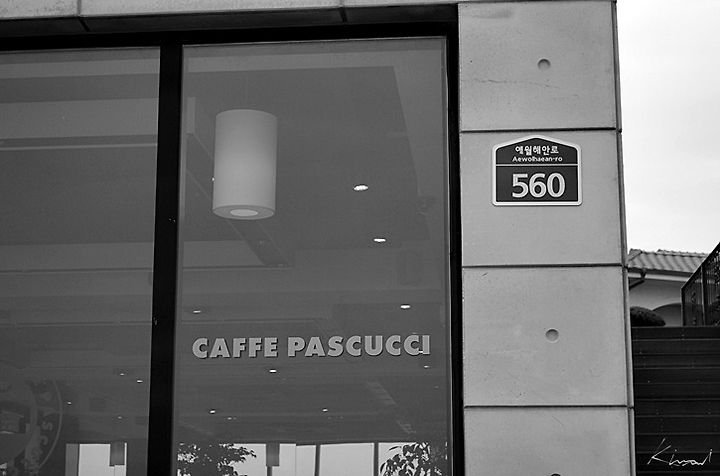 애월해안로
Aewolhaean-ro
560
CAFFE PASCUCCI